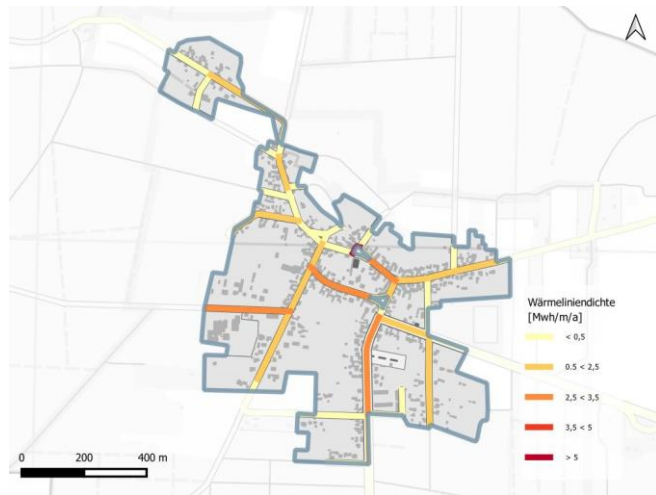 Wärmeliniendichte
[Mwh/m/a]
< 0,5
0.5 < 2,5
2,5 < 3,5
3,5 < 5
> 5
0 200 400 m